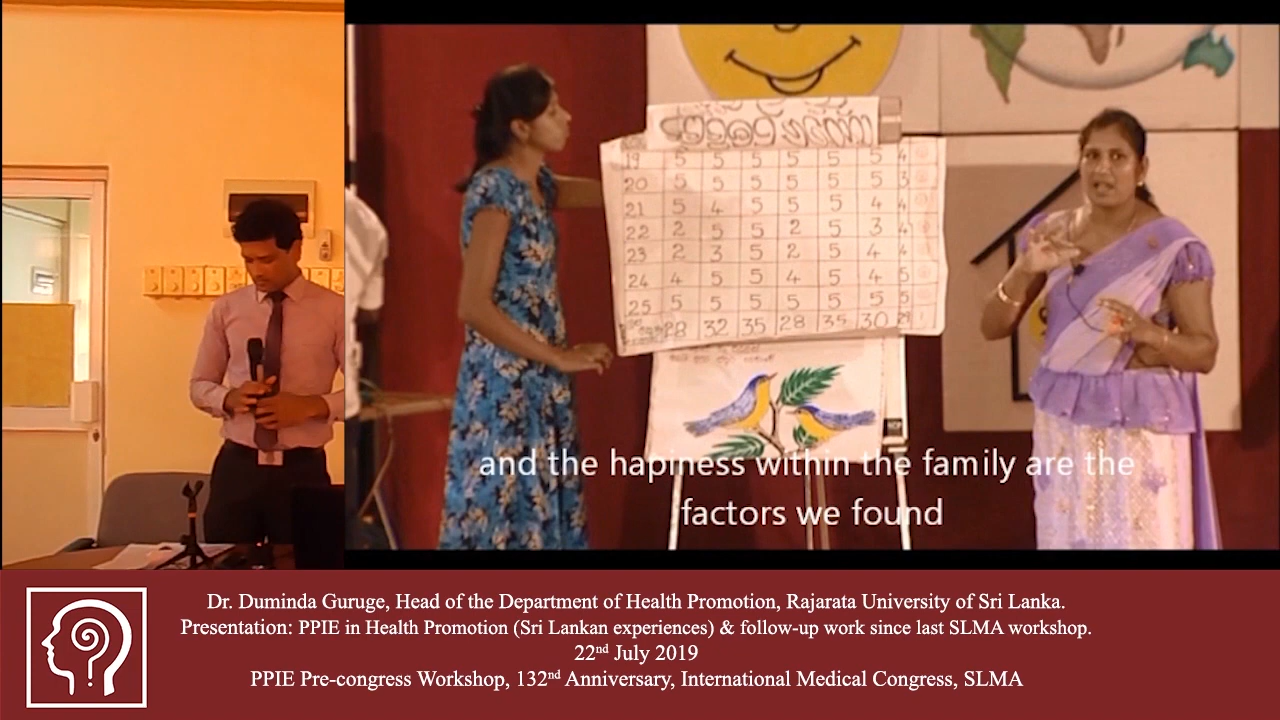 19 5 5 5 5 5 5 4
20 5 5 5 5 5 5 3
21 5 4 5 5 5 4 4
22 2 5 5 2 5 3 4
23 2 3 5 2 5 4 4
24 4 5 5 4 5 4 5
25 5 5 5 5 5 5 5
28 32 35 28 35 30 29
and the hapiness within the family are the
factors we found
Dr. Duminda Guruge, Head of the Department of Health Promotion, Rajarata University of Sri Lanka.
Presentation: PPIE in Health Promotion (Sri Lankan experiences) & follow-up work since last SLMA workshop.
22nd July 2019
PPIE Pre-congress Workshop, 132nd Anniversary, International Medical Congress, SLMA